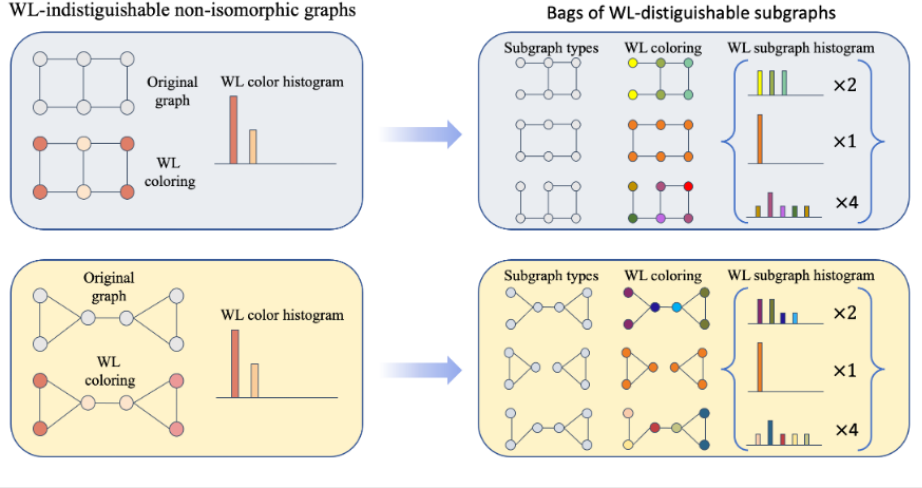 WL-indistiguishable non-isomorphic graphs
Original
graph
WL color histogram
WL
coloring
Bags of WL-distiguishable subgraphs
Subgraph types
WL coloring
WL subgraph histogram
×2
×1
×4
Original
graph
WL color histogram
WL
coloring
Subgraph types
WL coloring
WL subgraph histogram
×2
×1
×4